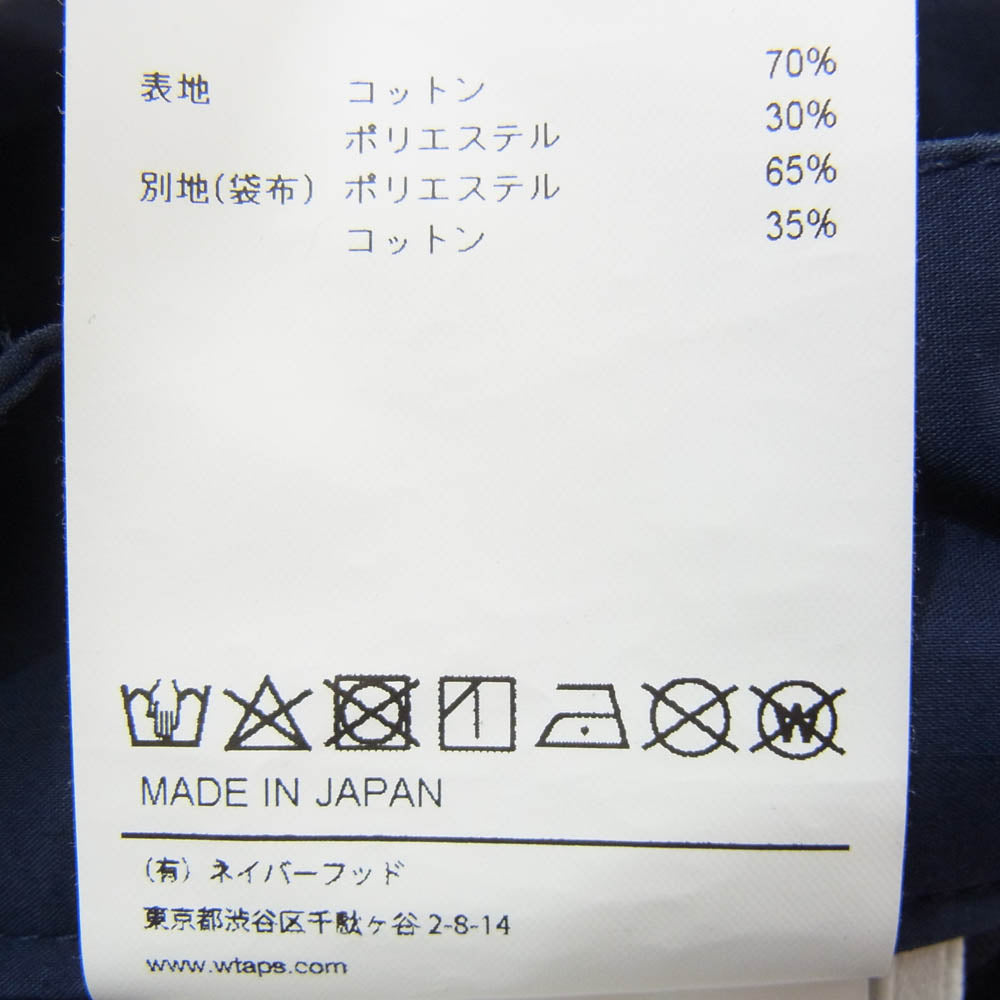 表地 コットン 70%
ポリエステル 30%
別地(袋布) ポリエステル 65%
コットン 35%
W
MADE IN JAPAN
(有) ネイバーフッド
東京都渋谷区千駄ヶ谷 2-8-14
www.wtaps.com